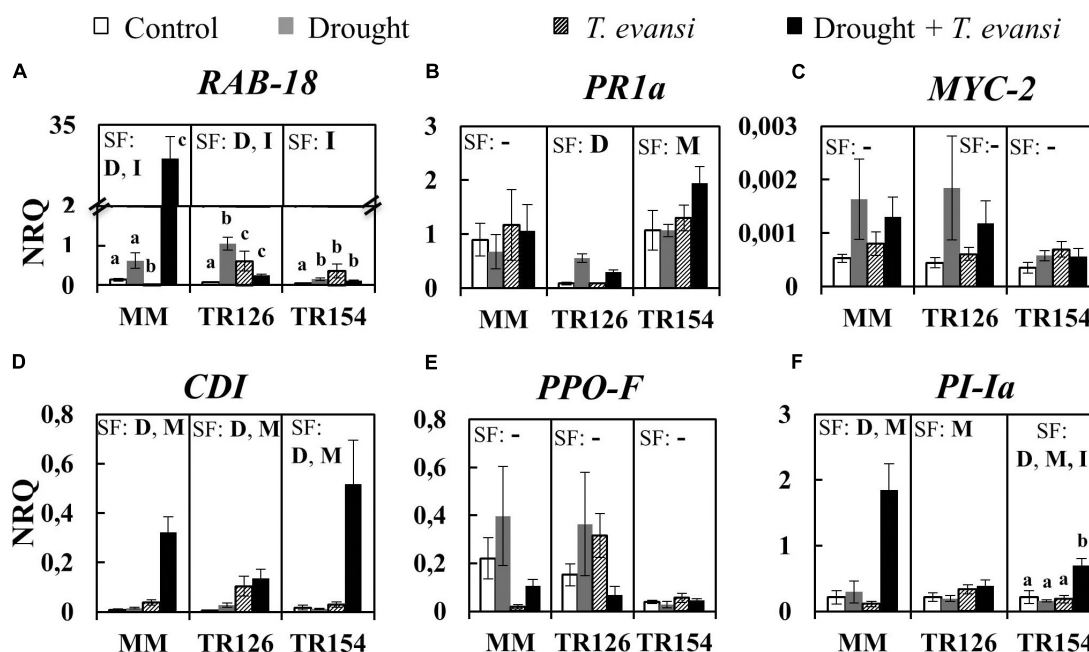 Control Drought T. evansi Drought + T. evansi
A RAB-18 B PR1a C MYC-2
35 SF: D, I c SF: D, I SF: I
2 1 0
a a b a b c c a b b b
NRQ
MM TR126 TR154
3 2 1 0
SF: - SF: D SF: M
MM TR126 TR154
0,003 0,002 0,001 0
SF: - SF:- SF: -
MM TR126 TR154
D CDI E PPO-F F PI-Ia
0,8 0,6 0,4 0,2 0
SF: D, M SF: D, M SF: D, M
NRQ
MM TR126 TR154
0,8 0,6 0,4 0,2 0
SF: - SF: - SF: -
MM TR126 TR154
3 2 1 0
SF: D, M SF: M SF: D, M, I
a a a b
MM TR126 TR154